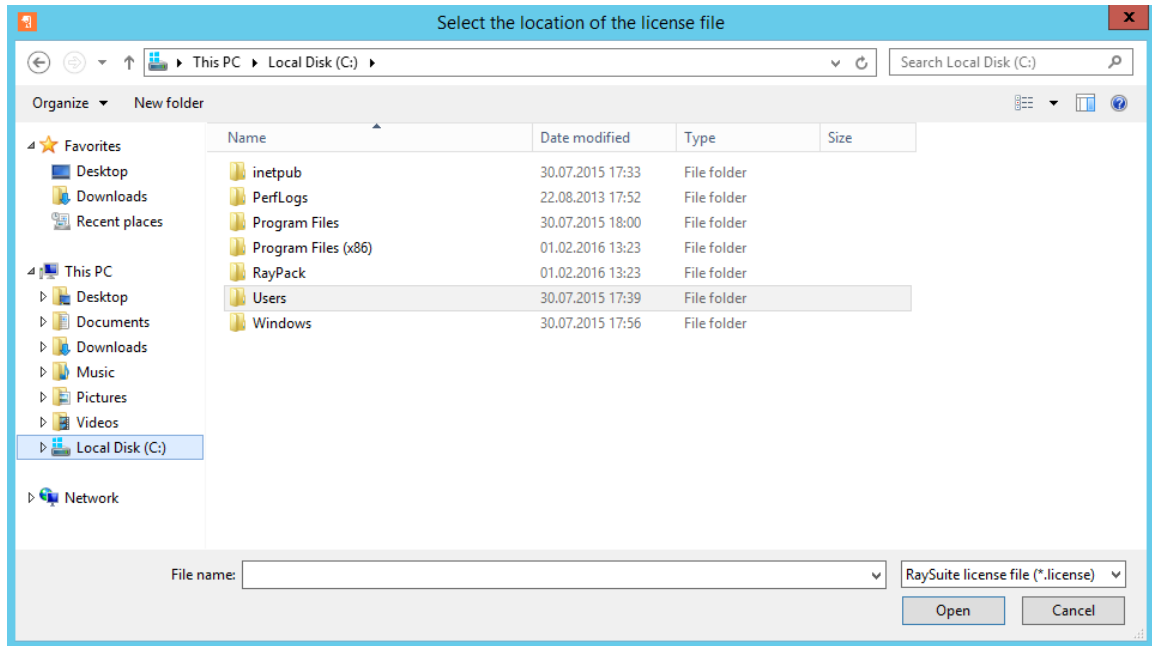 Select the location of the license file
x
This PC Local Disk (C:)
Search Local Disk (C:)
Organize New folder
Favorites
Desktop
Downloads
Recent places
This PC
Desktop
Documents
Downloads
Music
Pictures
Videos
Local Disk (C:)
Network
Name Date modified Type Size
inetpub 30.07.2015 17:33 File folder
PerfLogs 22.08.2013 17:52 File folder
Program Files 30.07.2015 18:00 File folder
Program Files (x86) 01.02.2016 13:23 File folder
RayPack 01.02.2016 13:23 File folder
Users 30.07.2015 17:39 File folder
Windows 30.07.2015 17:56 File folder
File name:
RaySuite license file (*.license)
Open Cancel